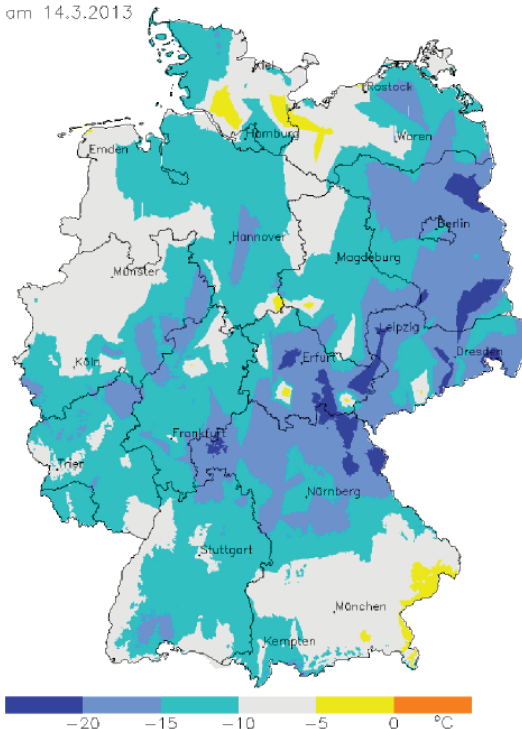 am 14.3.2013
Kiel
Rostock
Hamburg
Waren
Emden
Berlin
Hannover
Magdeburg
Münster
Leipzig
Dresden
Erfurt
Köln
Frankfurt
Trier
Nürnberg
Stuttgart
München
Kempten
-20 -15 -10 -5 0 °C